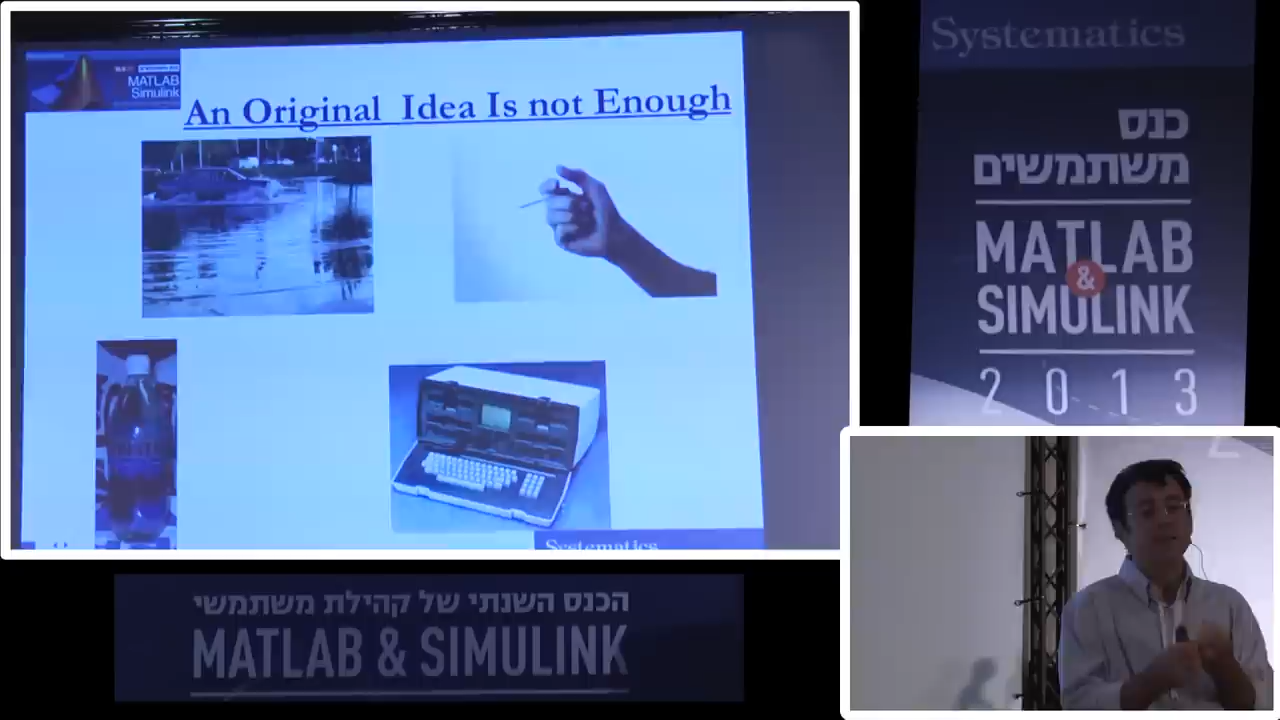 MATLAB
Simulink
An Original Idea Is not Enough
Systematics
Systematics
כנס
משתמשים
MATLAB
&
SIMULINK
2013
הכנס השנתי של קהילת משתמשי
MATLAB & SIMULINK